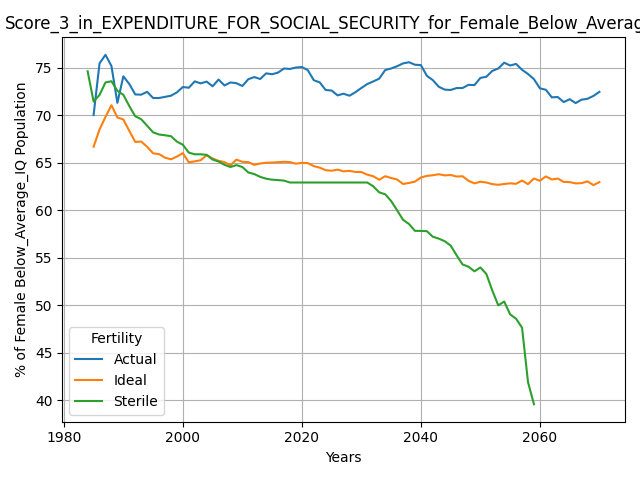 Score_3_in_EXPENDITURE_FOR_SOCIAL_SECURITY_for_Female_Below_Averag
% of Female Below_Average_IQ Population
75
70
65
60
55
50
45
40
Fertility
Actual
Ideal
Sterile
1980 2000 2020 2040 2060
Years